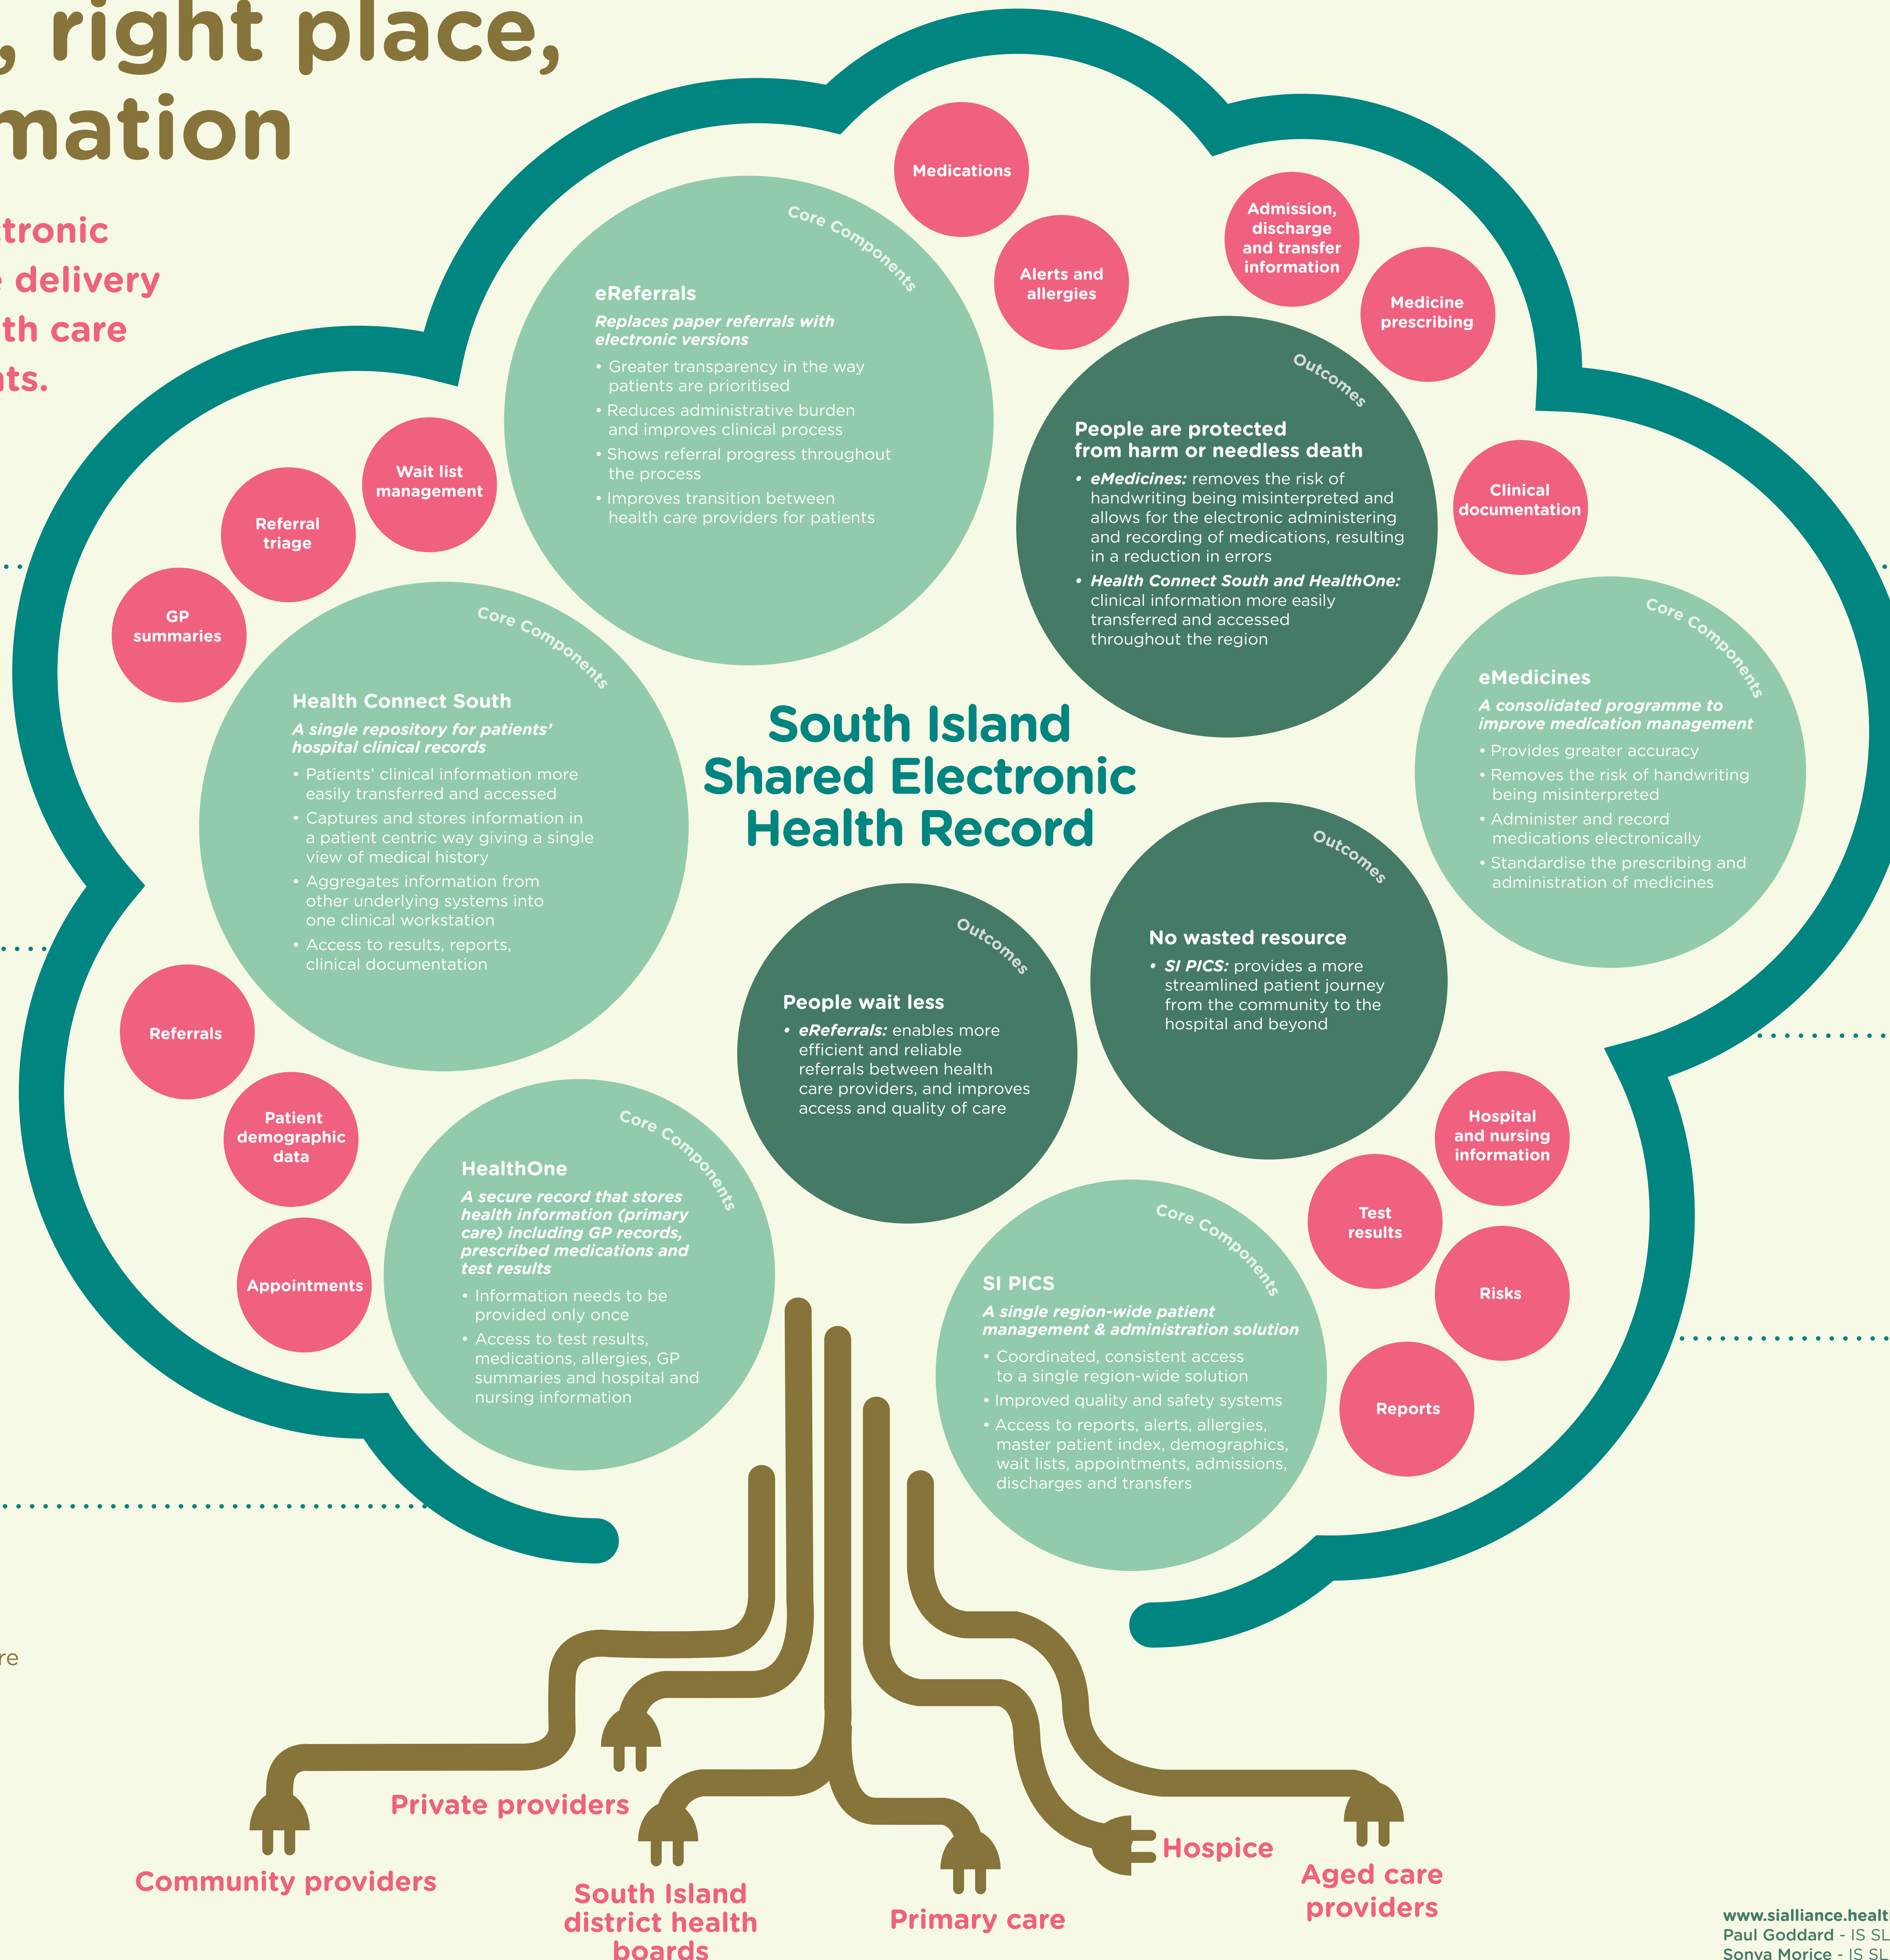 , right place,
mation
tronic
delivery
th care
ts.
Medications
Alerts and
allergies
Admission,
discharge
and transfer
information
Medicine
prescribing
Clinical
documentation
Wait list
management
Referral
triage
GP
summaries
Core Components
eReferrals
Replaces paper referrals with
electronic versions
• Greater transparency in the way
patients are prioritised
• Reduces administrative burden
and improves clinical process
• Shows referral progress throughout
the process
• Improves transition between
health care providers for patients
Outcomes
People are protected
from harm or needless death
• eMedicines: removes the risk of
handwriting being misinterpreted and
allows for the electronic administering
and recording of medications, resulting
in a reduction in errors
• Health Connect South and HealthOne:
clinical information more easily
transferred and accessed
throughout the region
Core Components
Health Connect South
A single repository for patients’
hospital clinical records
• Patients’ clinical information more
easily transferred and accessed
• Captures and stores information in
a patient centric way giving a single
view of medical history
• Aggregates information from
other underlying systems into
one clinical workstation
• Access to results, reports,
clinical documentation
South Island
Shared Electronic
Health Record
Core Components
eMedicines
A consolidated programme to
improve medication management
• Provides greater accuracy
• Removes the risk of handwriting
being misinterpreted
• Administer and record
medications electronically
• Standardise the prescribing and
administration of medicines
Outcomes
People wait less
• eReferrals: enables more
efficient and reliable
referrals between health
care providers, and improves
access and quality of care
Outcomes
No wasted resource
• SI PICS: provides a more
streamlined patient journey
from the community to the
hospital and beyond
Referrals
Patient
demographic
data
Appointments
Core Components
HealthOne
A secure record that stores
health information (primary
care) including GP records,
prescribed medications and
test results
• Information needs to be
provided only once
• Access to test results,
medications, allergies, GP
summaries and hospital and
nursing information
Core Components
SI PICS
A single region-wide patient
management & administration solution
• Coordinated, consistent access
to a single region-wide solution
• Improved quality and safety systems
• Access to reports, alerts, allergies,
master patient index, demographics,
wait lists, appointments, admissions,
discharges and transfers
Hospital
and nursing
information
Test
results
Risks
Reports
re
Private providers
Community providers
South Island
district health
boards
Primary care
Hospice
Aged care
providers
www.sialliance.healt
Paul Goddard - IS SL
Sonya Morice - IS SL